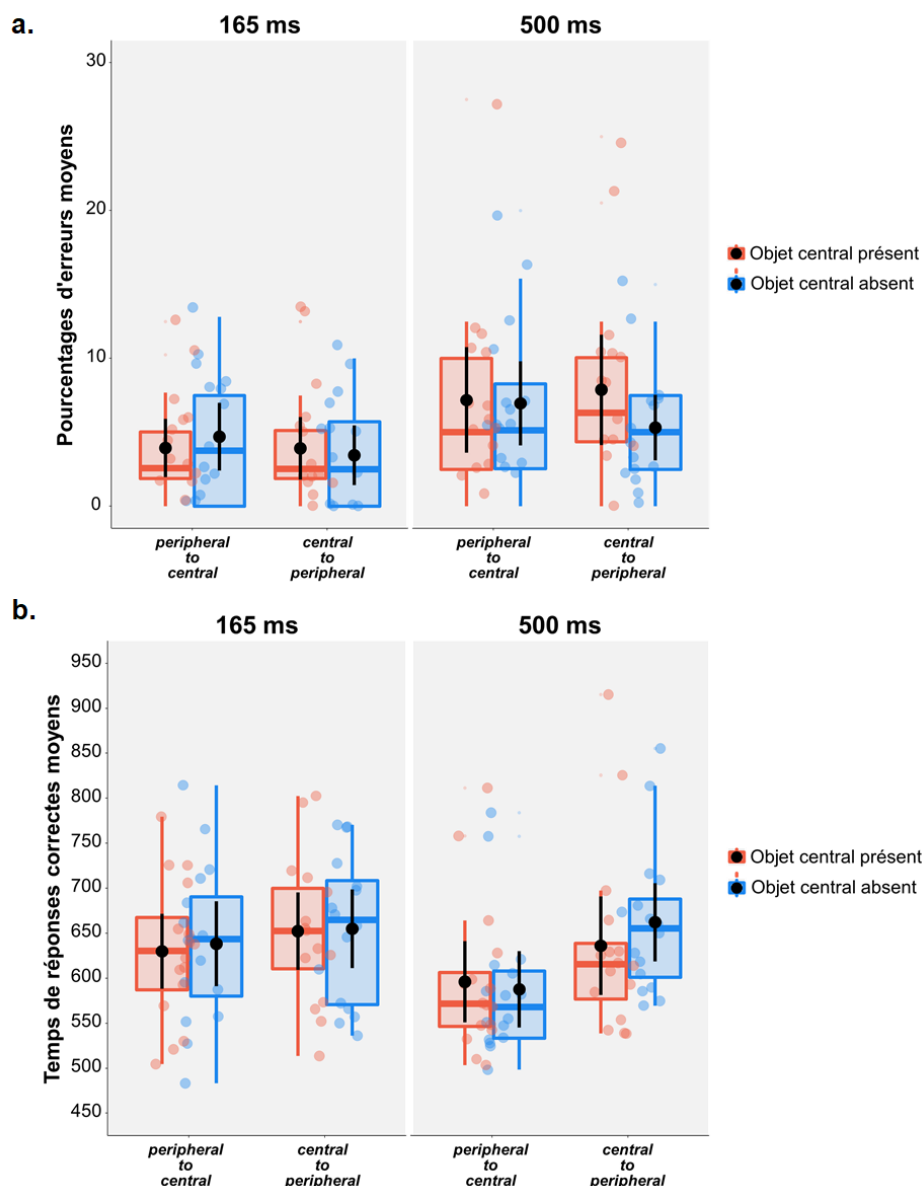 a.
165 ms
500 ms
Pourcentages d'erreurs moyens
30
20
10
0
peripheral
to
central
central
to
peripheral
peripheral
to
central
central
to
peripheral
Objet central présent
Objet central absent
b.
165 ms
500 ms
Temps de réponses correctes moyens
950
900
850
800
750
700
650
600
550
500
450
peripheral
to
central
central
to
peripheral
peripheral
to
central
central
to
peripheral
Objet central présent
Objet central absent